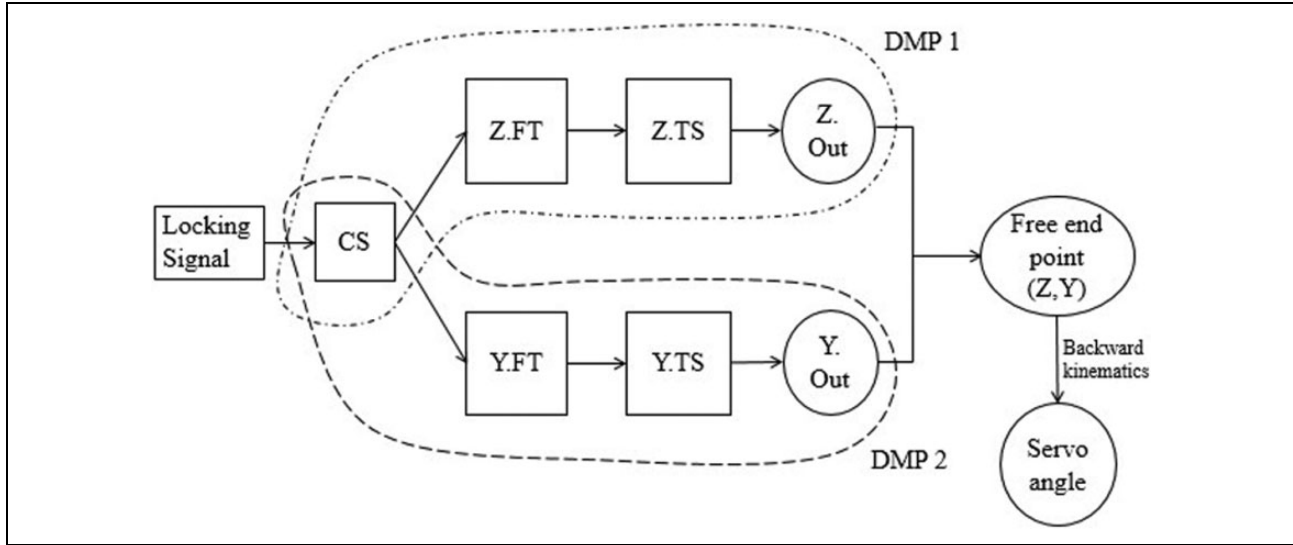 DMP 1
Z.FT
Z.TS
Z.
Out
Locking
Signal
CS
Free end
point
(Z,Y)
Y.FT
Y.TS
Y.
Out
Backward
kinematics
DMP 2
Servo
angle